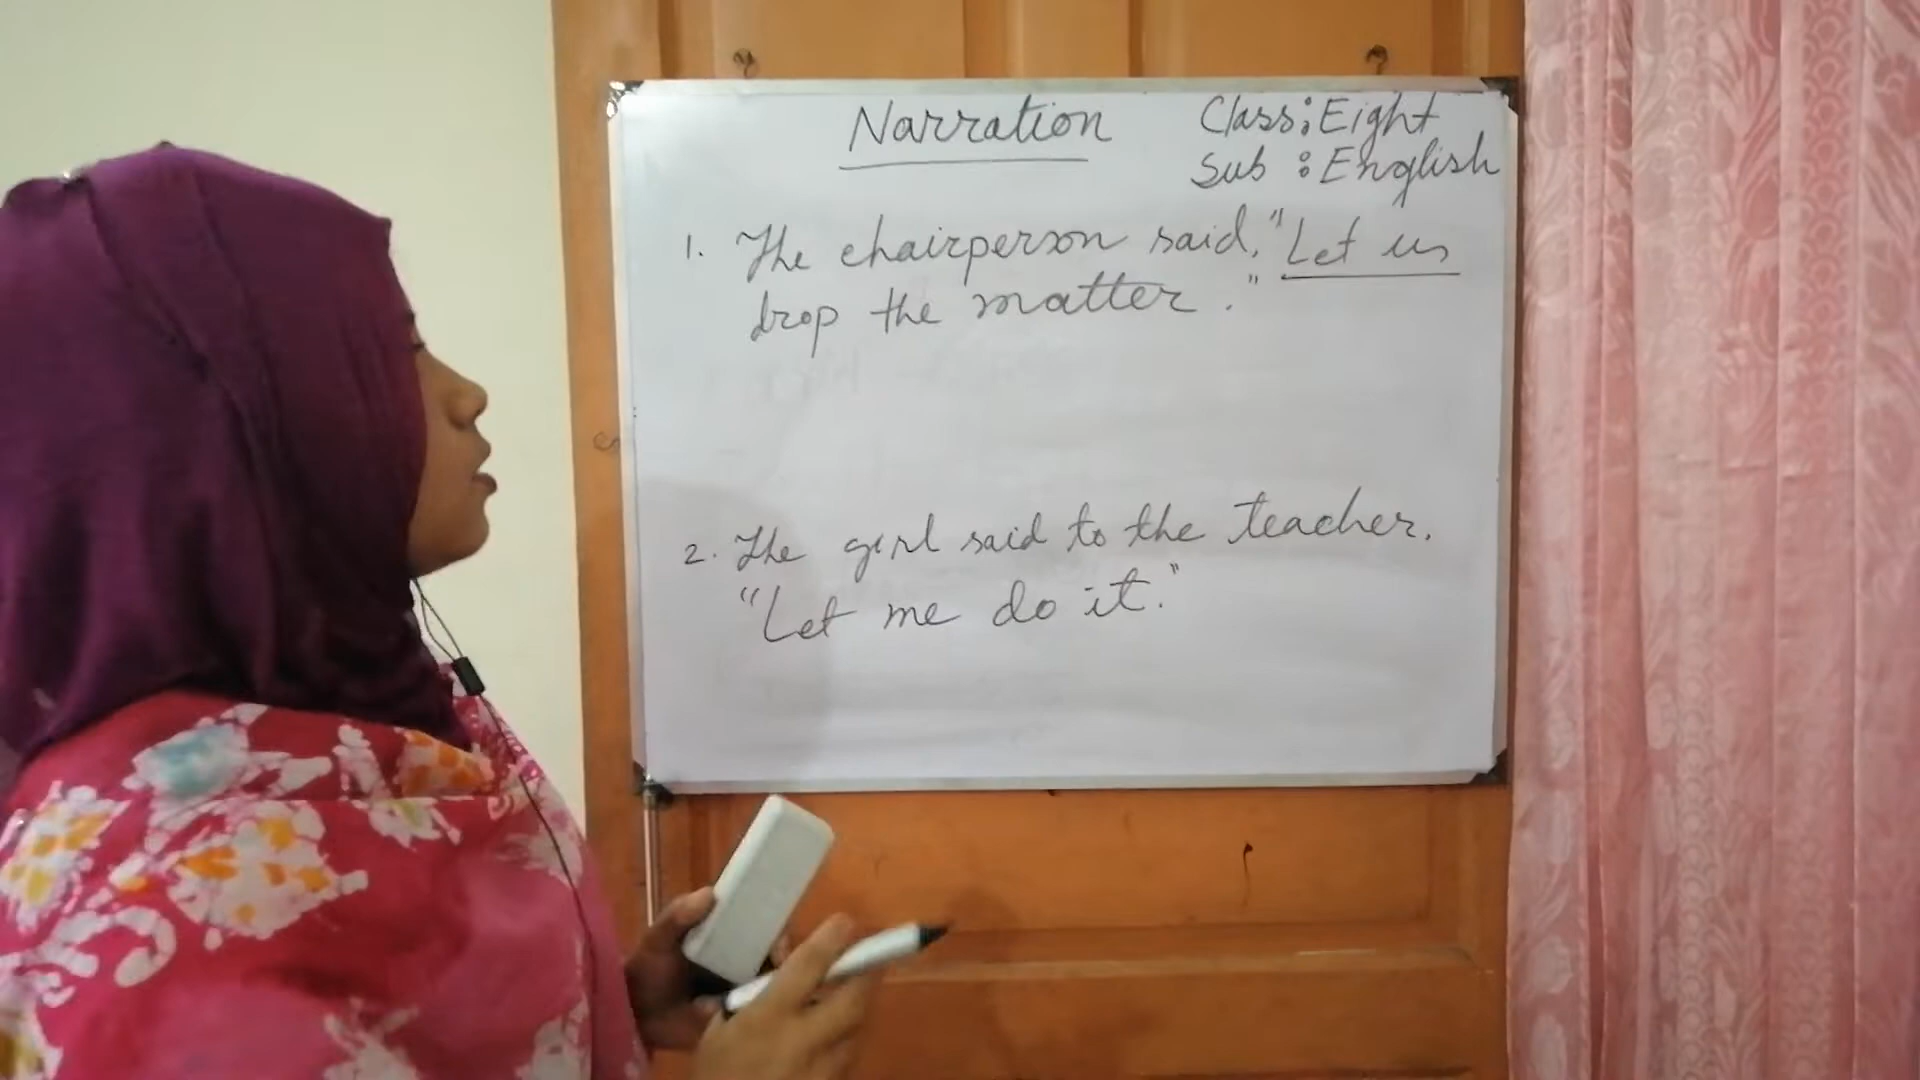 Narration
Class: Eight
Sub : English
1. The chairperson said, "Let us
drop the matter."
2. The girl said to the teacher,
"Let me do it."